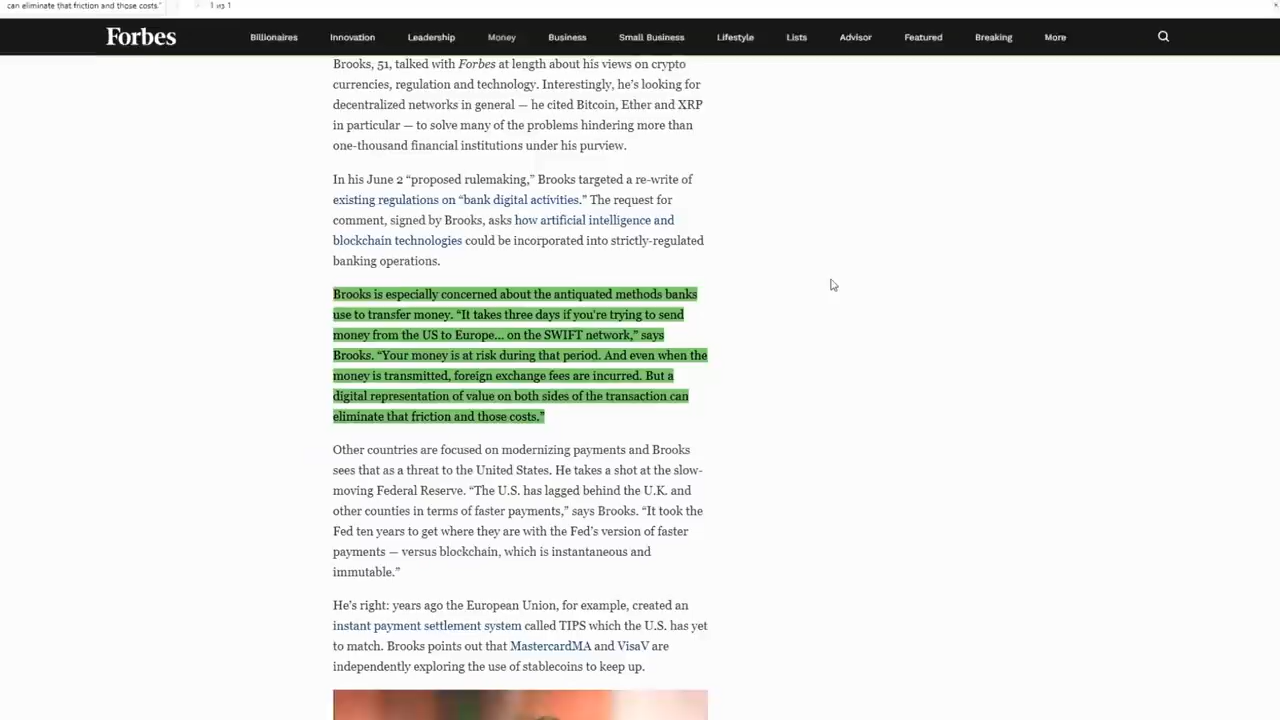 can eliminate that friction and those costs."
1 из 1
Forbes
Billionaires Innovation Leadership Money Business Small Business Lifestyle Lists Advisor Featured Breaking More
Brooks, 51, talked with Forbes at length about his views on crypto
currencies, regulation and technology. Interestingly, he's looking for
decentralized networks in general — he cited Bitcoin, Ether and XRP
in particular — to solve many of the problems hindering more than
one-thousand financial institutions under his purview.
In his June 2 “proposed rulemaking,” Brooks targeted a re-write of
existing regulations on “bank digital activities.” The request for
comment, signed by Brooks, asks how artificial intelligence and
blockchain technologies could be incorporated into strictly-regulated
banking operations.
Brooks is especially concerned about the antiquated methods banks
use to transfer money. “It takes three days if you're trying to send
money from the US to Europe... on the SWIFT network,” says
Brooks. “Your money is at risk during that period. And even when the
money is transmitted, foreign exchange fees are incurred. But a
digital representation of value on both sides of the transaction can
eliminate that friction and those costs.”
Other countries are focused on modernizing payments and Brooks
sees that as a threat to the United States. He takes a shot at the slow-
moving Federal Reserve. “The U.S. has lagged behind the U.K. and
other counties in terms of faster payments,” says Brooks. “It took the
Fed ten years to get where they are with the Fed's version of faster
payments — versus blockchain, which is instantaneous and
immutable.”
He's right: years ago the European Union, for example, created an
instant payment settlement system called TIPS which the U.S. has yet
to match. Brooks points out that MastercardMA and VisaV are
independently exploring the use of stablecoins to keep up.